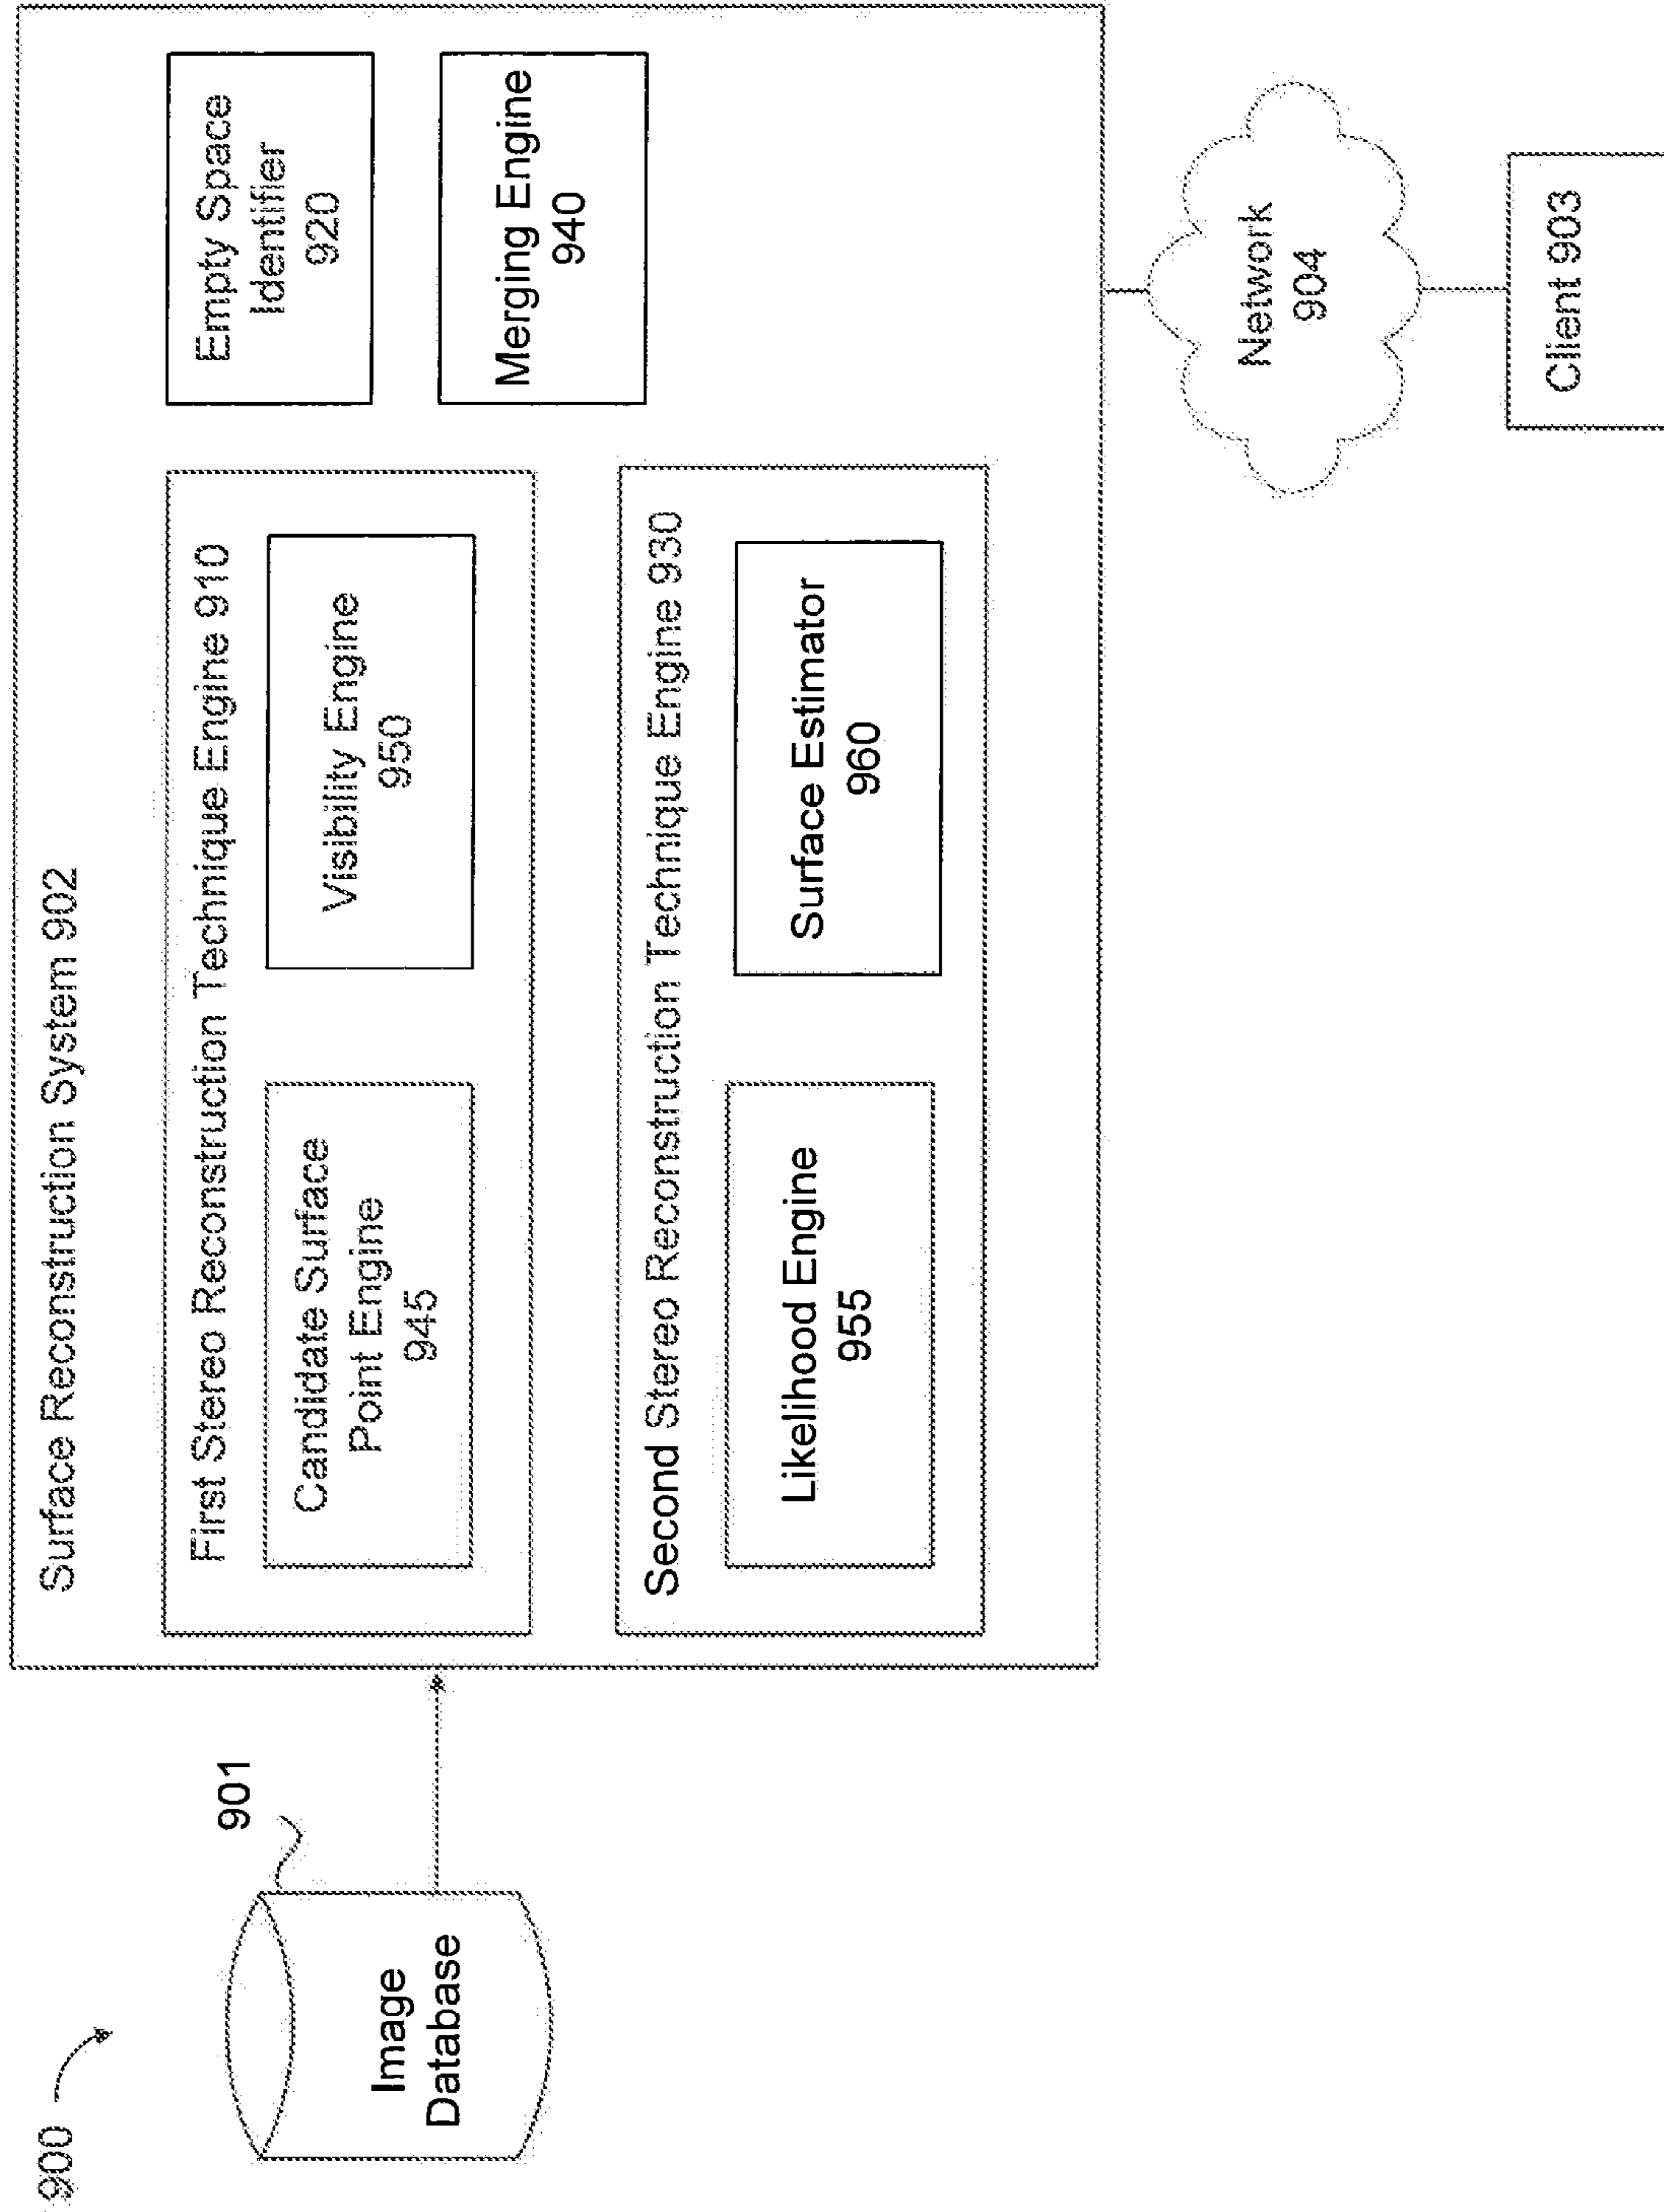 900
901
Image
Database
Surface Reconstruction System 902
First Stereo Reconstruction Technique Engine 910
Candidate Surface
Point Engine
945
Visibility Engine
950
Empty Space
Identifier
920
Second Stereo Reconstruction Technique Engine 930
Likelihood Engine
955
Surface Estimator
960
Merging Engine
940
Network
904
Client 903